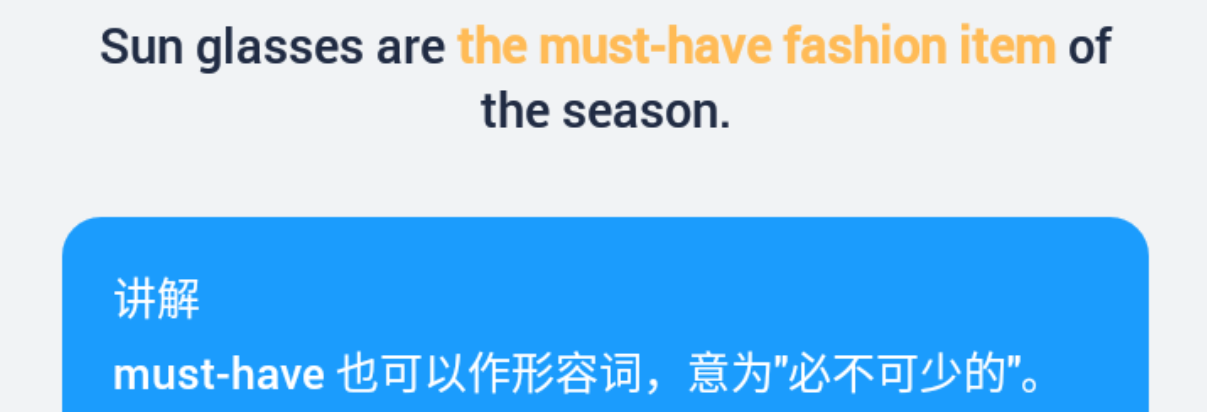 Sun glasses are the must-have fashion item of
the season.
讲解
must-have 也可以作形容词，意为"必不可少的"。